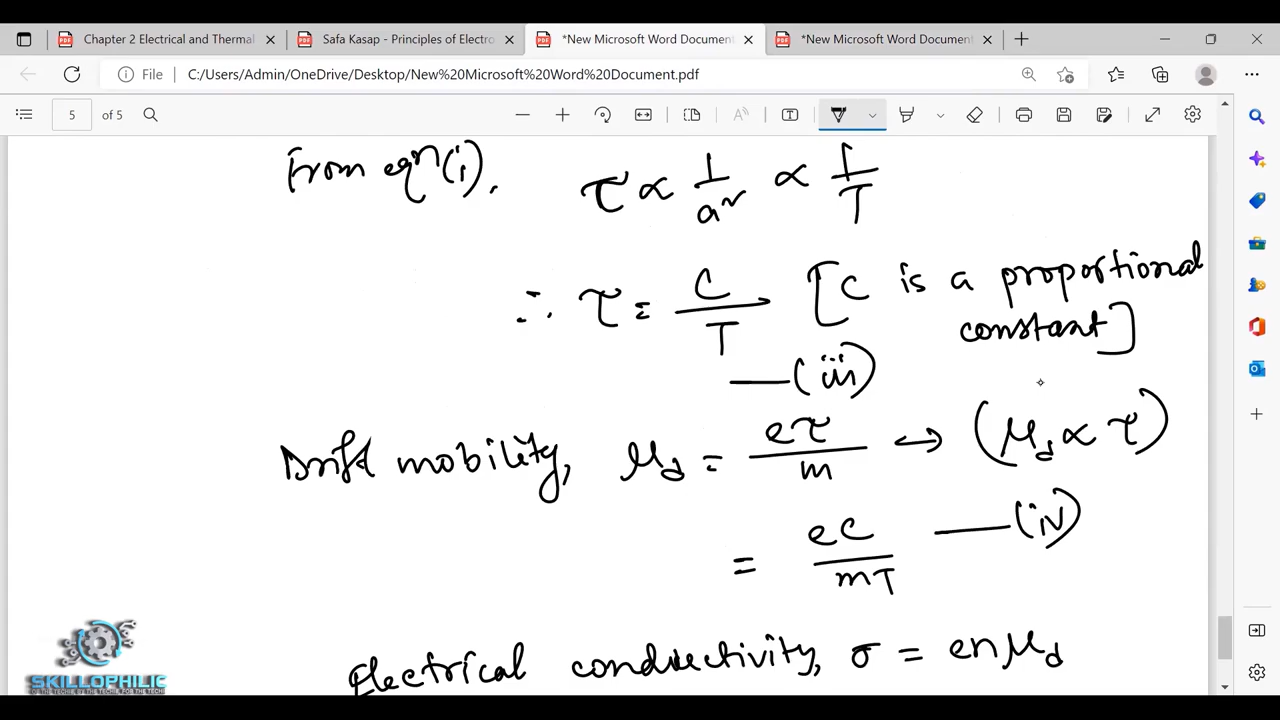 Chapter 2 Electrical and Thermal
Safa Kasap - Principles of Electro
*New Microsoft Word Document
*New Microsoft Word Document
File
C:/Users/Admin/OneDrive/Desktop/New%20Microsoft%20Word%20Document.pdf
5 of 5
From eqⁿ(i), τ ∝ 1/a² ∝ 1/T
∴ τ = C/T [C is a proportional
constant]
—(iii)
Drift mobility, μd = eτ/m ↔ (μd ∝ τ)
= eC/mT —(iv)
Electrical conductivity, σ = enμd
SKILLOPHILIC